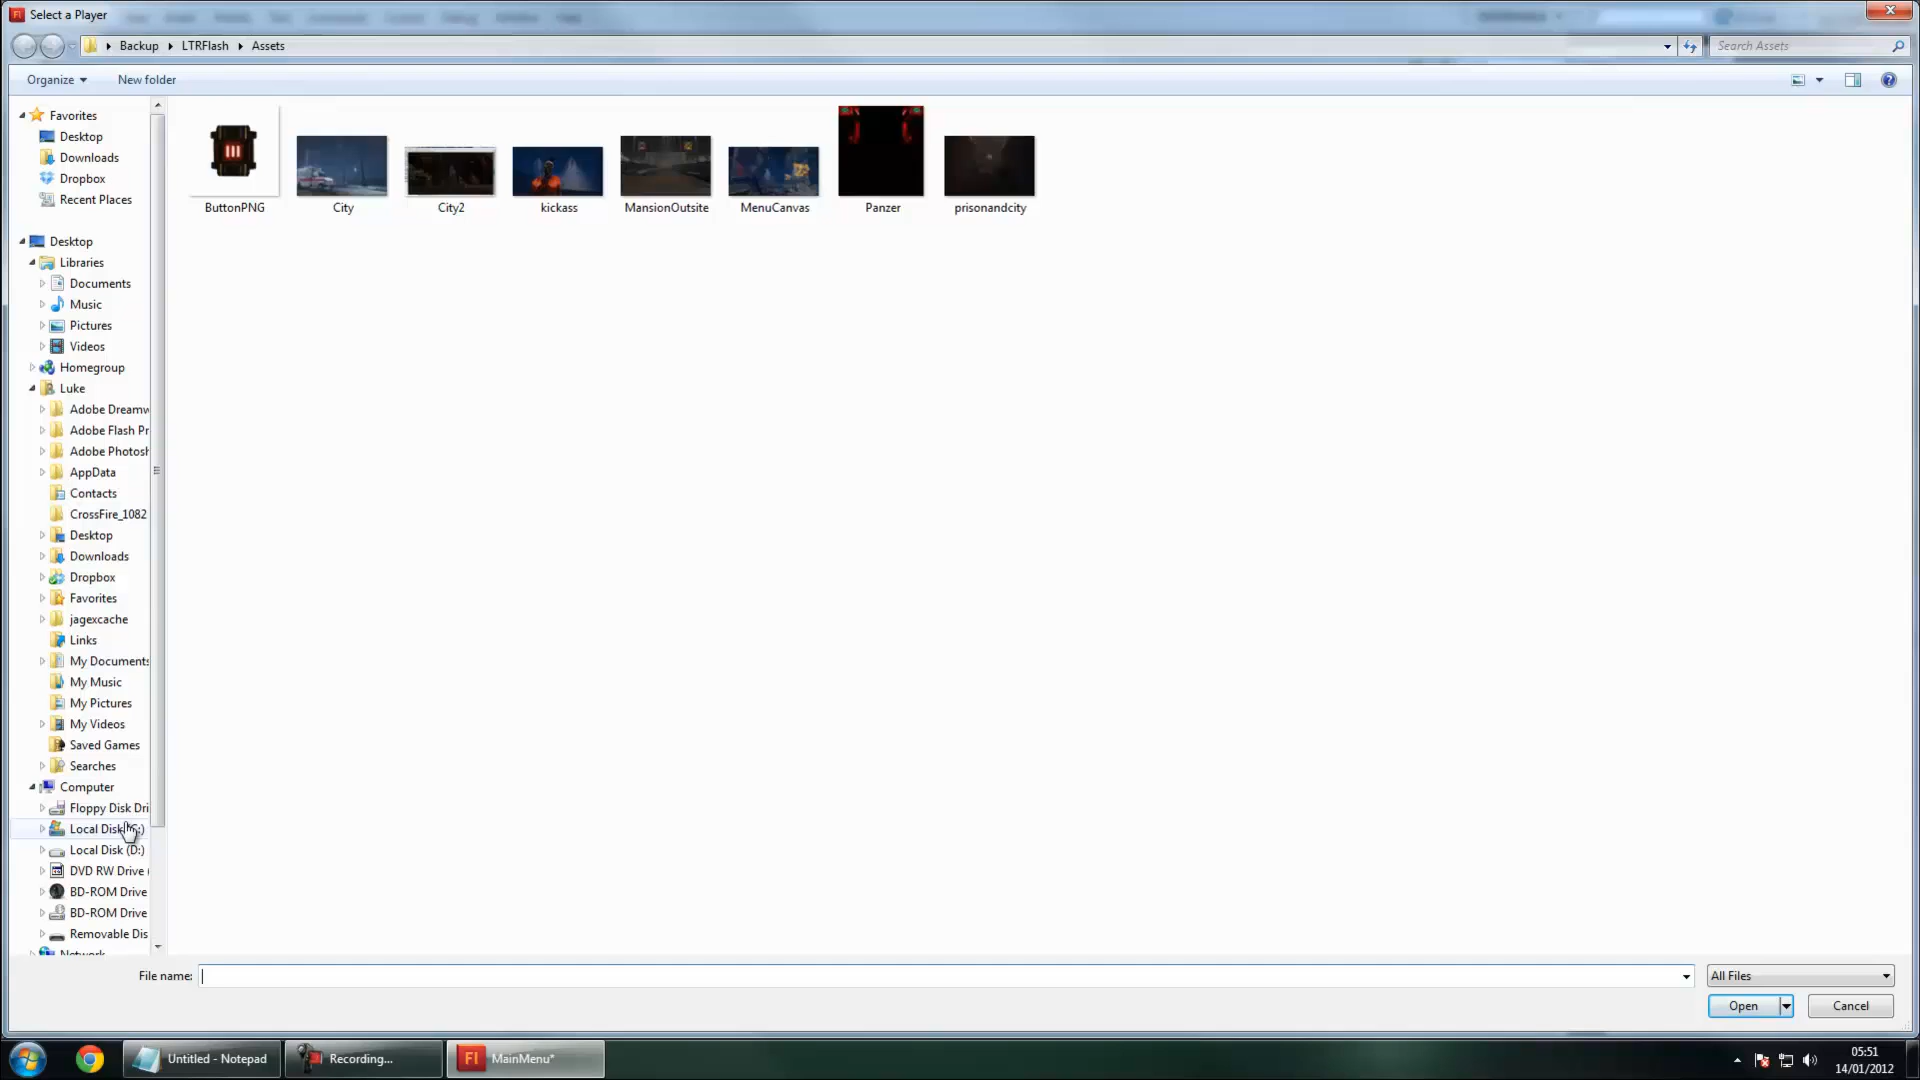 Select a Player
Backup LTRFlash Assets
Search Assets
Organize
New folder
Favorites
Desktop
Downloads
Dropbox
Recent Places
Desktop
Libraries
Documents
Music
Pictures
Videos
Homegroup
Luke
Adobe Dreamw
Adobe Flash Pr
Adobe Photosh
AppData
Contacts
CrossFire_1082
Desktop
Downloads
Dropbox
Favorites
jagexcache
Links
My Documents
My Music
My Pictures
My Videos
Saved Games
Searches
Computer
Floppy Disk Dri
Local Disk (C:)
Local Disk (D:)
DVD RW Drive (
BD-ROM Drive
BD-ROM Drive
Removable Dis
Network
ButtonPNG
City
City2
kickass
MansionOutsite
MenuCanvas
Panzer
prisonandcity
File name:
All Files
Open
Cancel
Untitled - Notepad
Recording...
Fl
MainMenu*
05:51
14/01/2012